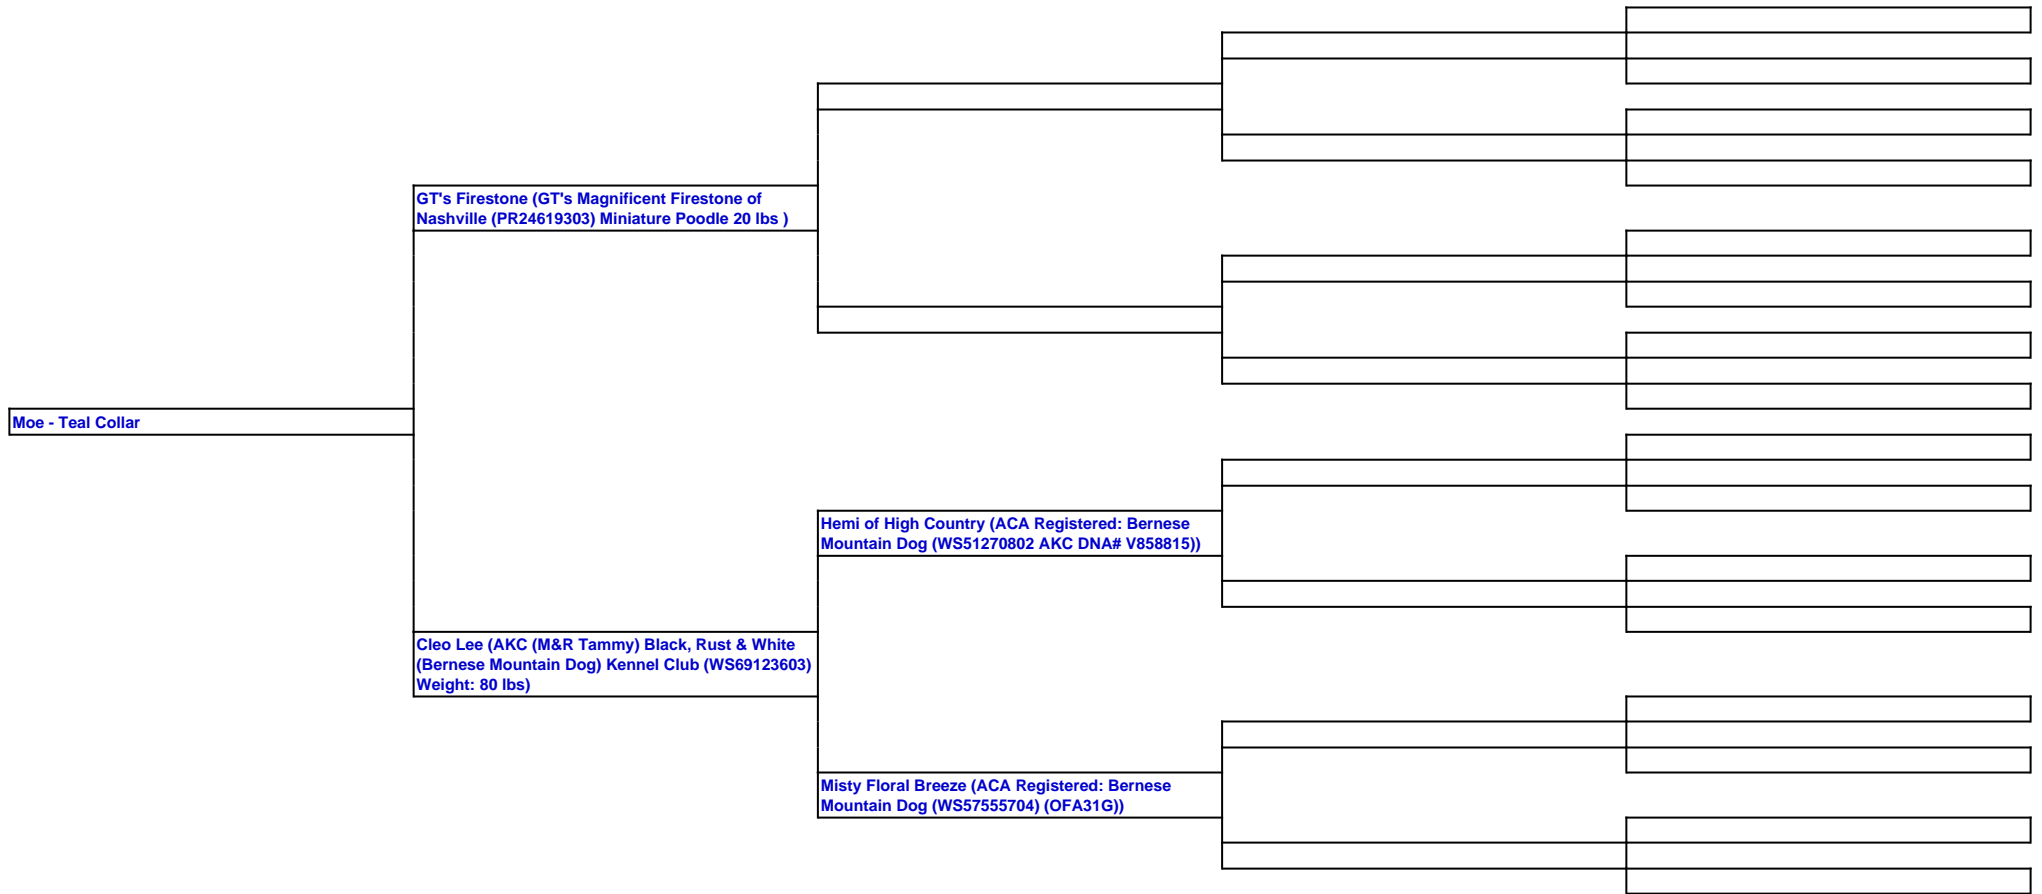 GT's Firestone (GT's Magnificent Firestone of
Nashville (PR24619303) Miniature Poodle 20 lbs )
Moe - Teal Collar
Hemi of High Country (ACA Registered: Bernese
Mountain Dog (WS51270802 AKC DNA# V858815))
Cleo Lee (AKC (M&R Tammy) Black, Rust & White
(Bernese Mountain Dog) Kennel Club (WS69123603)
Weight: 80 lbs)
Misty Floral Breeze (ACA Registered: Bernese
Mountain Dog (WS57555704) (OFA31G))